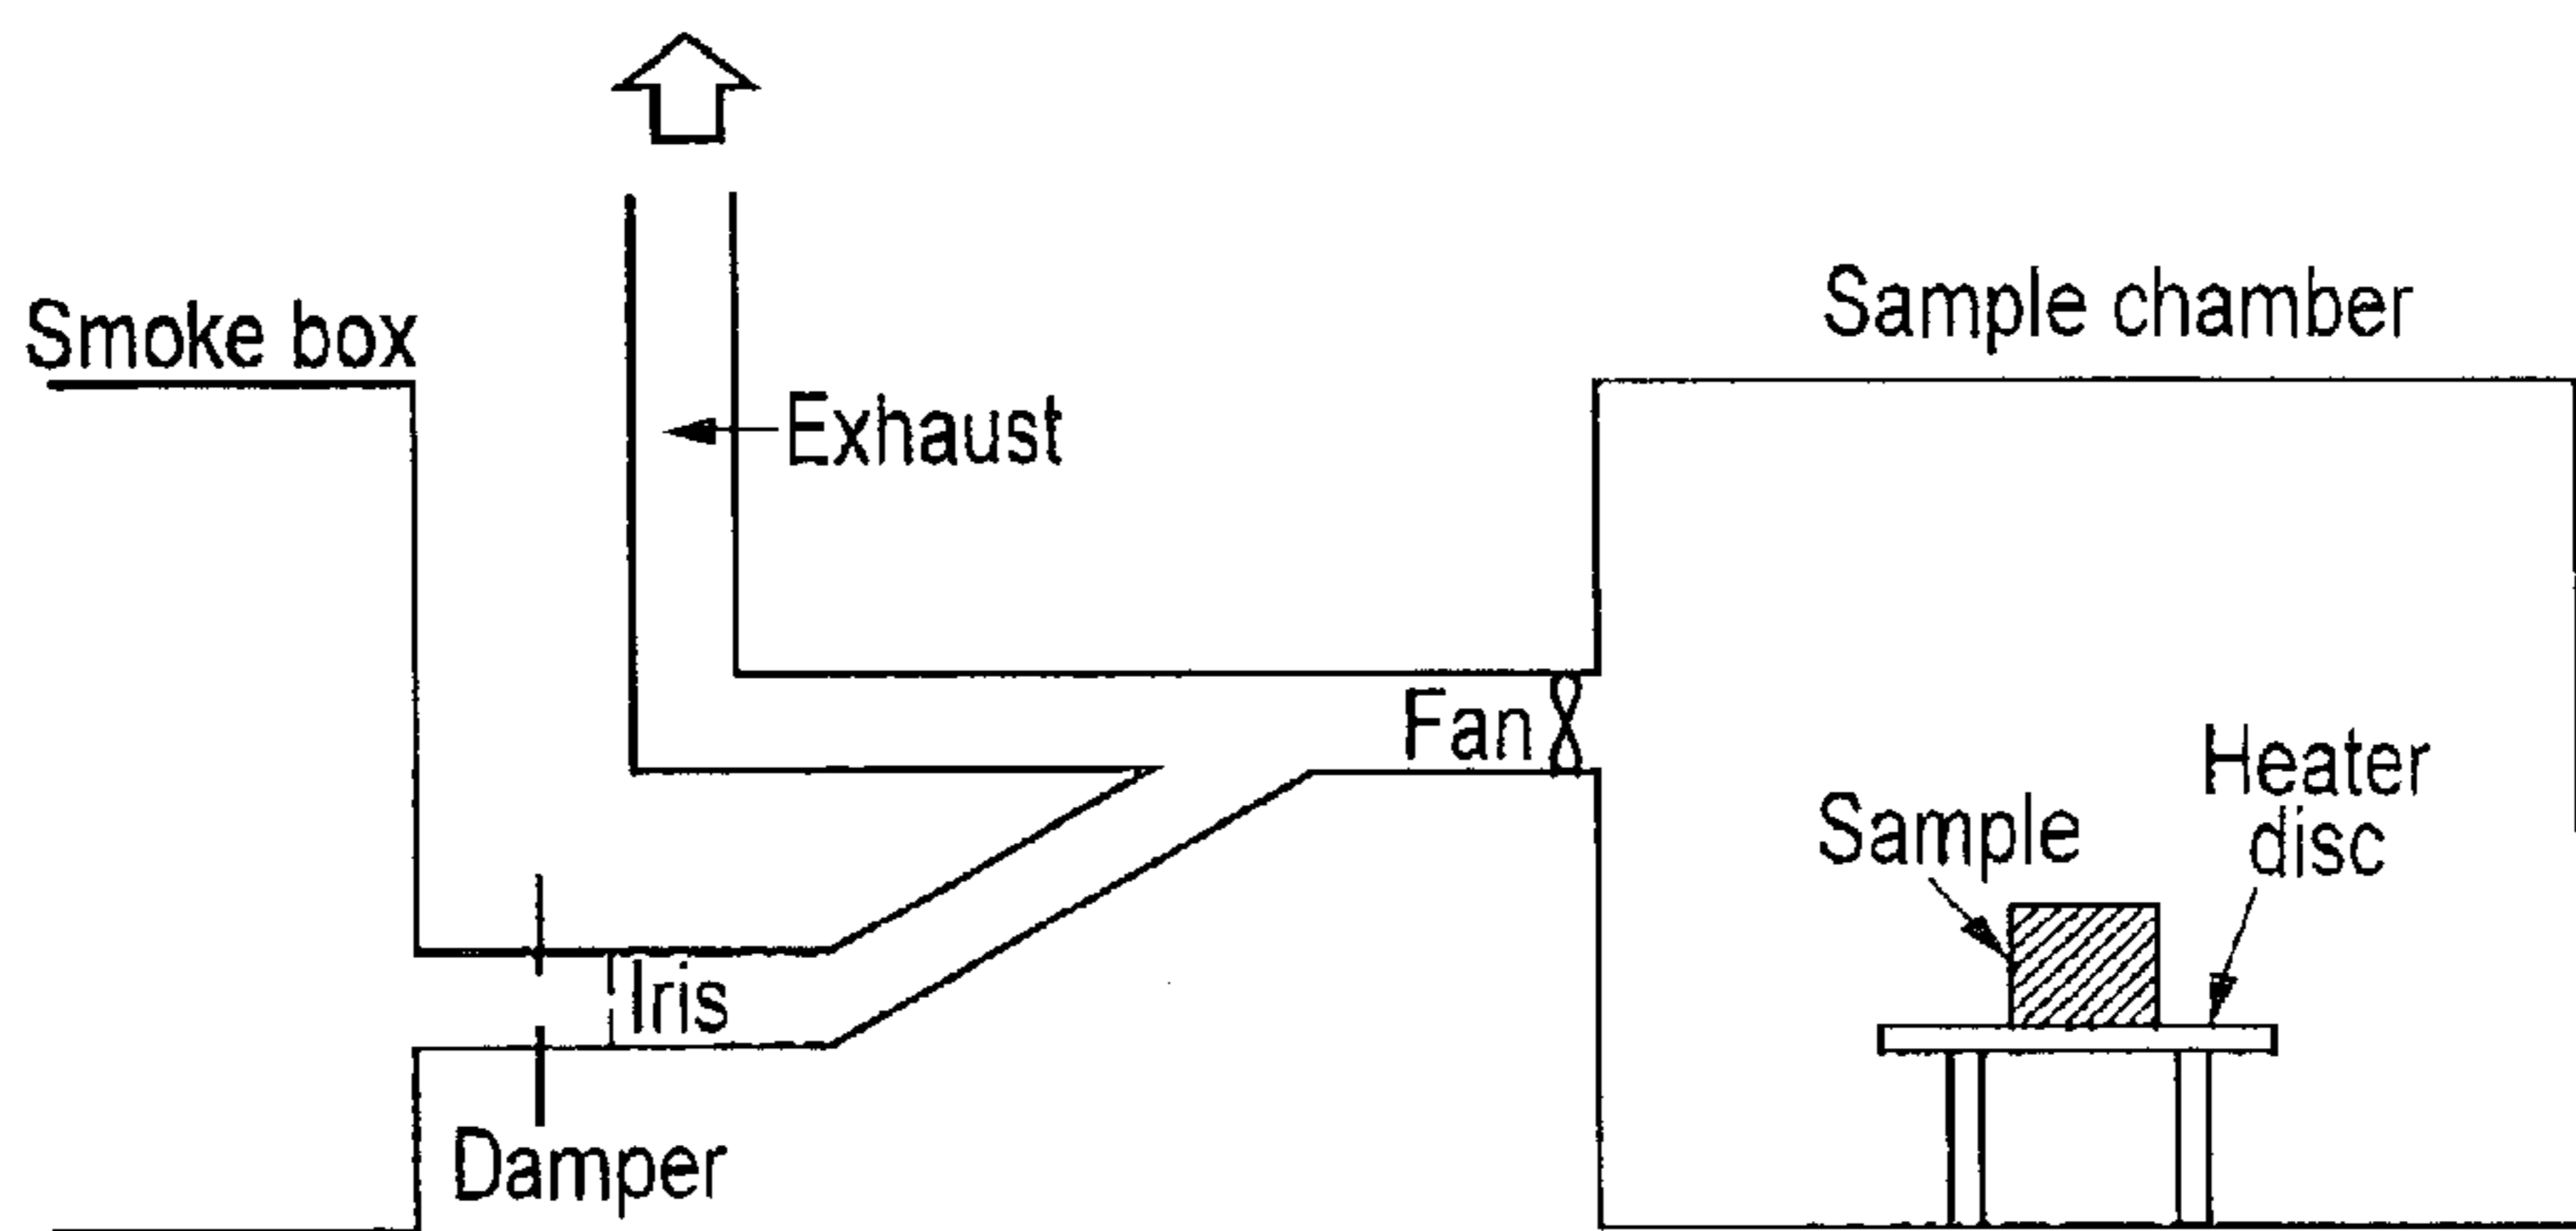 Smoke box
Exhaust
Sample chamber
Fan
Heater
disc
Sample
Iris
Damper